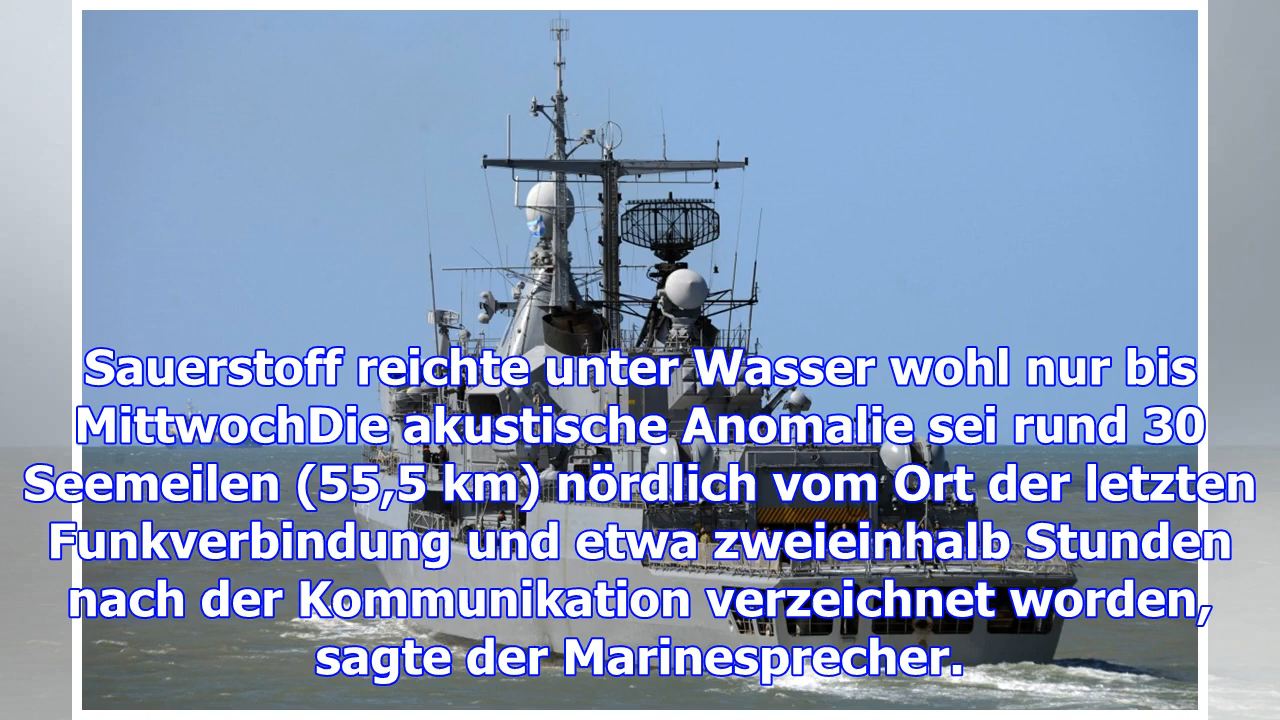 Sauerstoff reichte unter Wasser wohl nur bis
MittwochDie akustische Anomalie sei rund 30
Seemeilen (55,5 km) nördlich vom Ort der letzten
Funkverbindung und etwa zweieinhalb Stunden
nach der Kommunikation verzeichnet worden,
sagte der Marinesprecher.